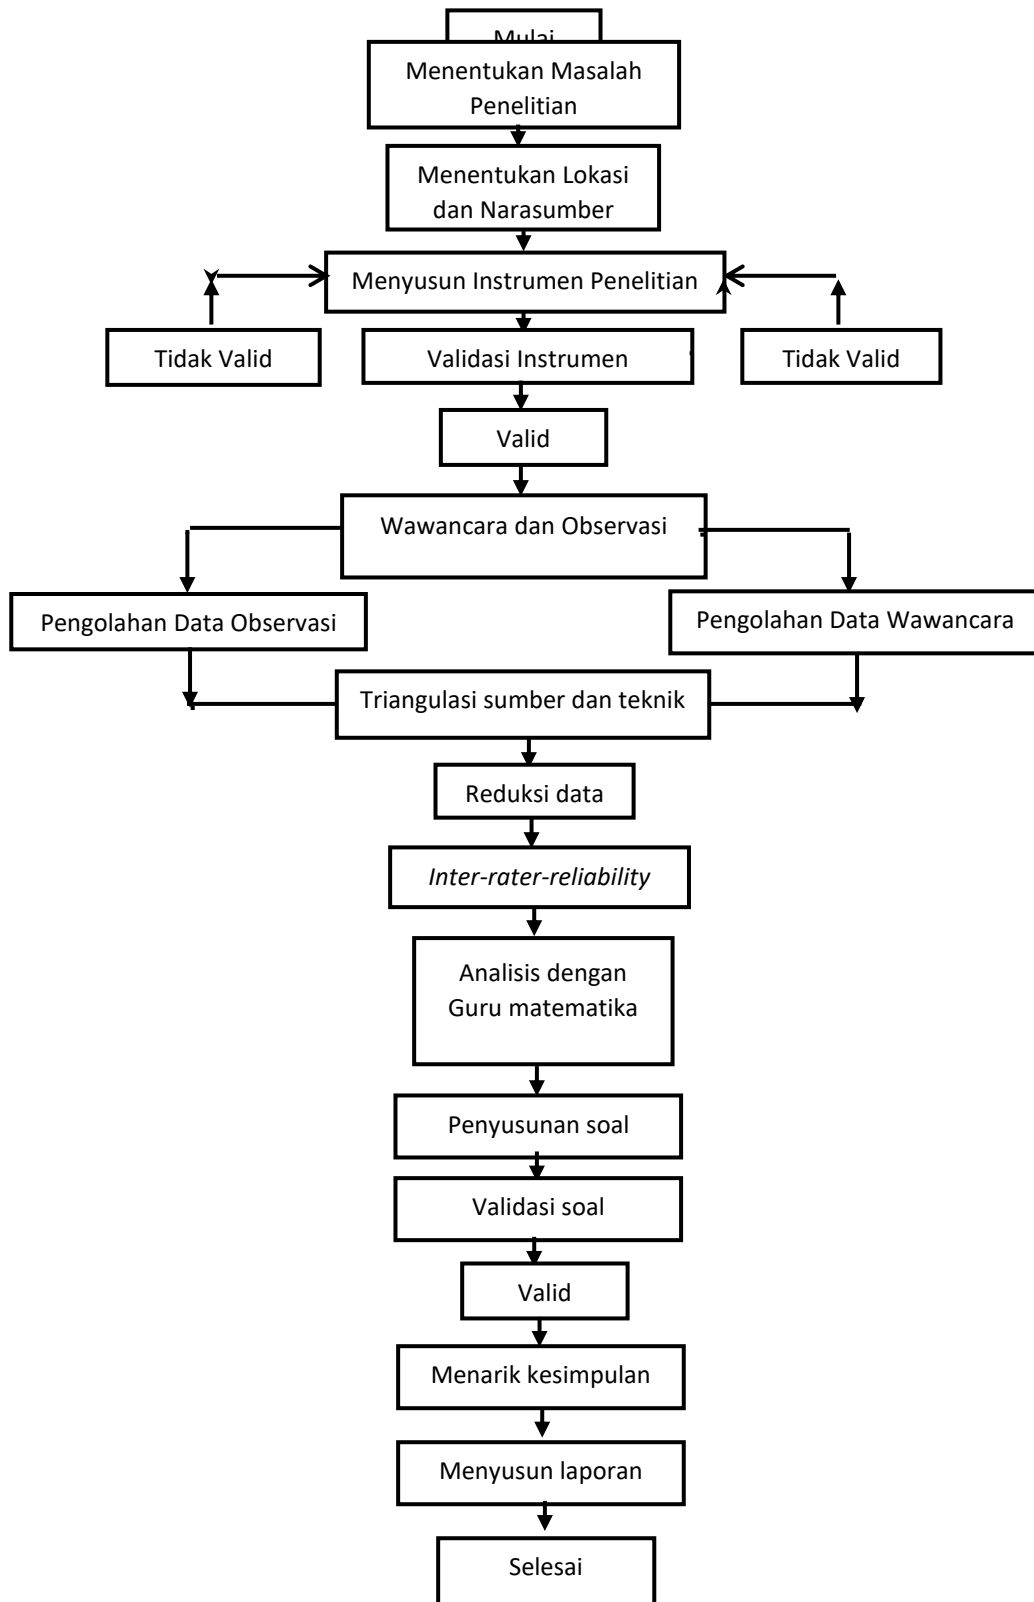 Mulai
Menentukan Masalah
Penelitian
Menentukan Lokasi
dan Narasumber
Menyusun Instrumen Penelitian
Tidak Valid
Validasi Instrumen
Tidak Valid
Valid
Wawancara dan Observasi
Pengolahan Data Observasi
Pengolahan Data Wawancara
Triangulasi sumber dan teknik
Reduksi data
Inter-rater-reliability
Analisis dengan
Guru matematika
Penyusunan soal
Validasi soal
Valid
Menarik kesimpulan
Menyusun laporan
Selesai